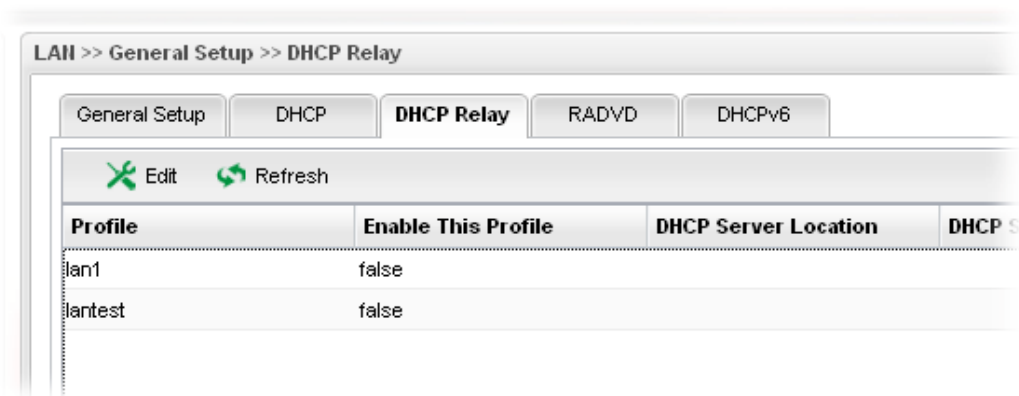 LAN >> General Setup >> DHCP Relay
General Setup DHCP DHCP Relay RADVD DHCPv6
Edit Refresh
Profile Enable This Profile DHCP Server Location DHCP S
lan1 false
lantest false